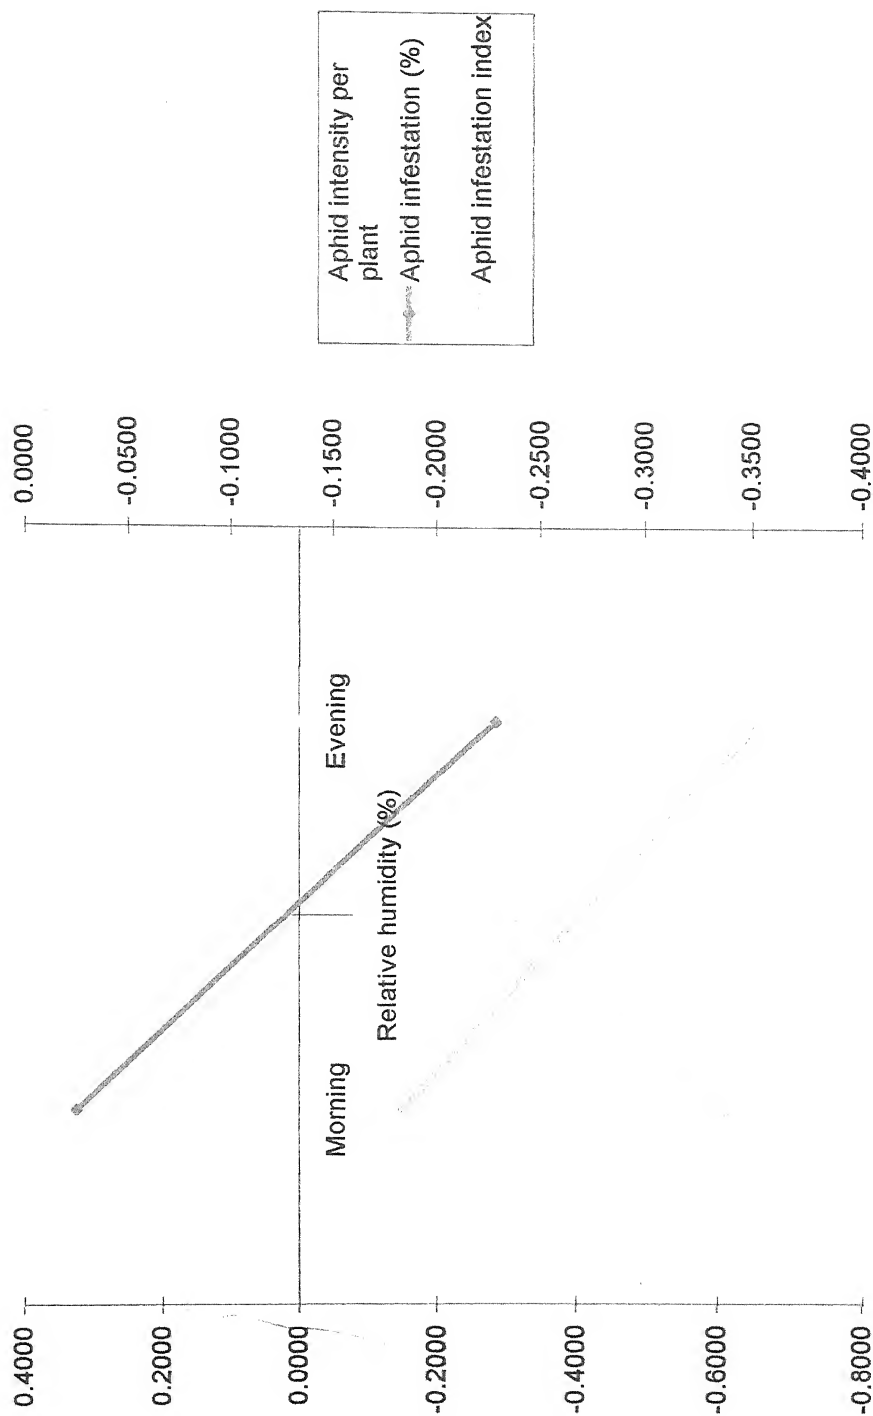 0.4000
0.2000
0.0000
-0.2000
-0.4000
-0.6000
-0.8000
Morning
Evening
Relative humidity (%)
0.0000
-0.0500
-0.1000
-0.1500
-0.2000
-0.2500
-0.3000
-0.3500
-0.4000
Aphid intensity per
plant
Aphid infestation (%)
Aphid infestation index